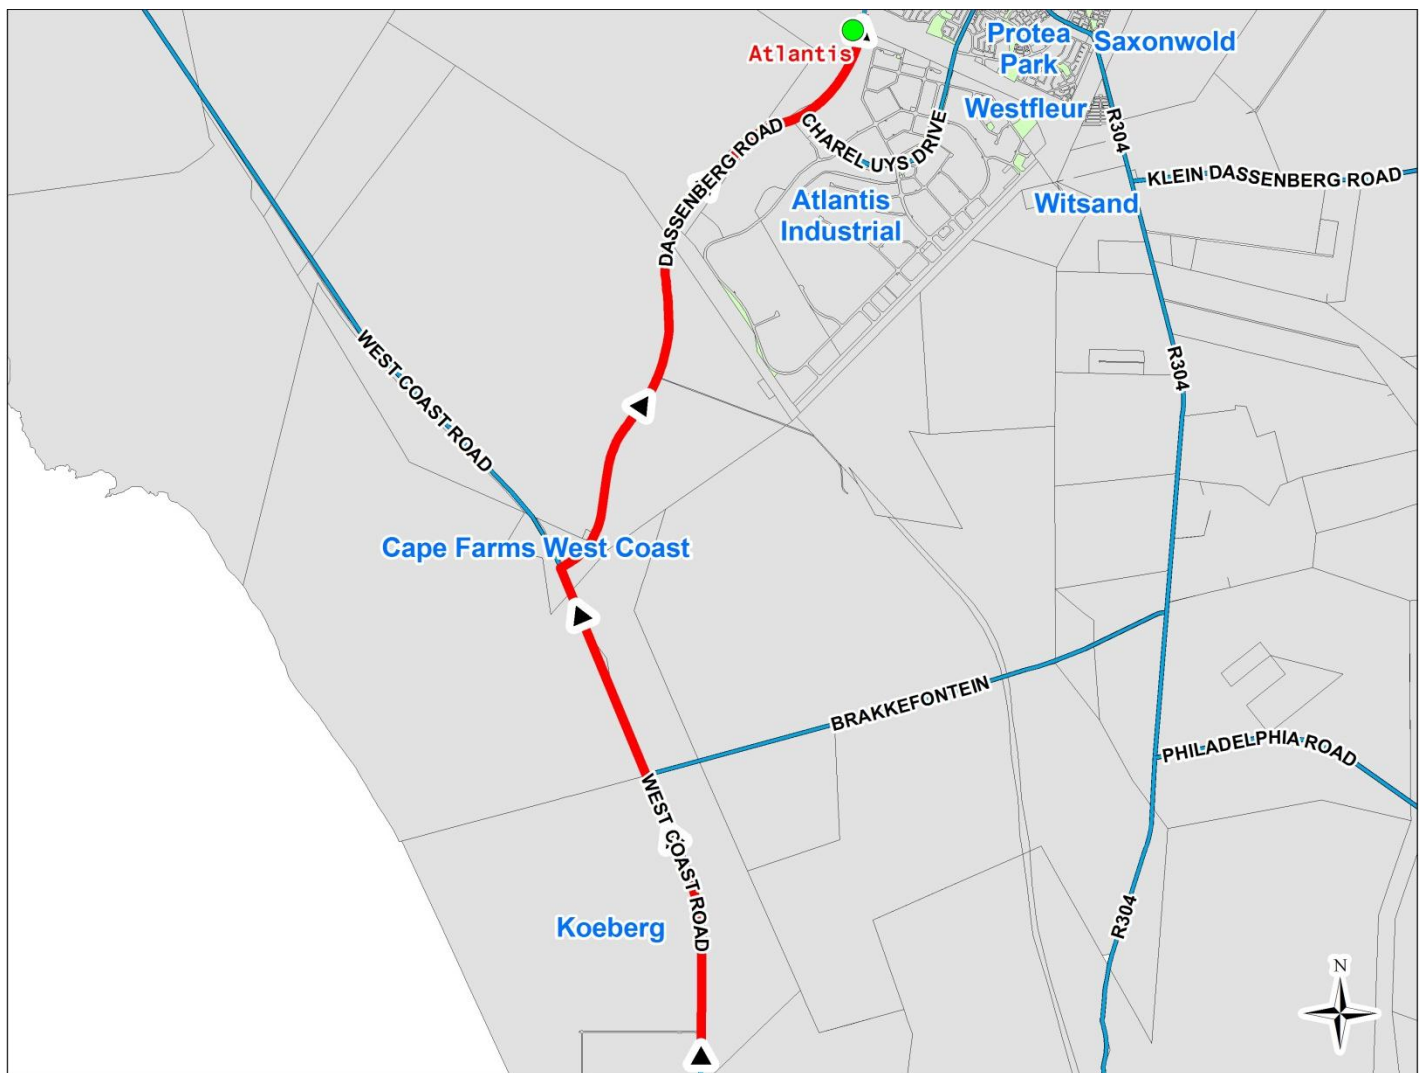 Protea
Park
Saxonwold
Atlantis
Westfleur
R304
CHAREL UYS DRIVE
DASSENBERG ROAD
KLEIN DASSENBERG ROAD
Atlantis
Industrial
Witsand
WEST COAST ROAD
R304
Cape Farms West Coast
BRAKKEFONTEIN
PHILADELPHIA ROAD
WEST COAST ROAD
R304
Koeberg
N